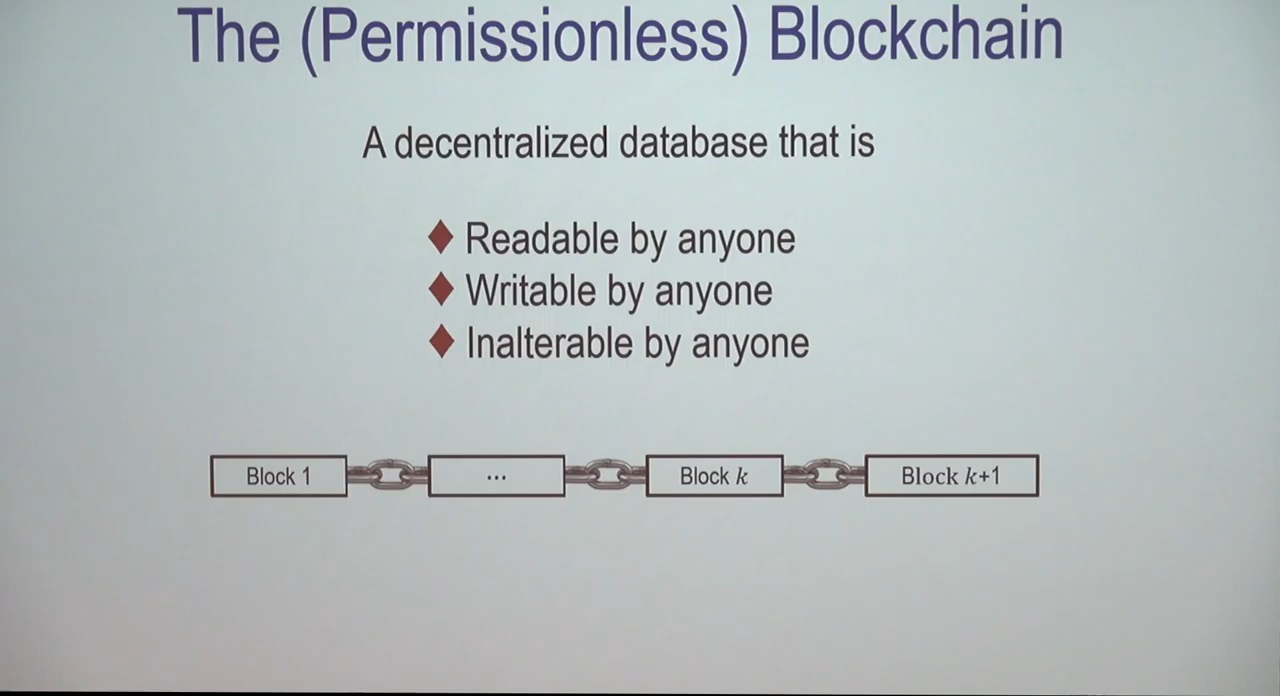 The (Permissionless) Blockchain
A decentralized database that is
♦ Readable by anyone
♦ Writable by anyone
♦ Inalterable by anyone
Block 1 ... Block k Block k+1